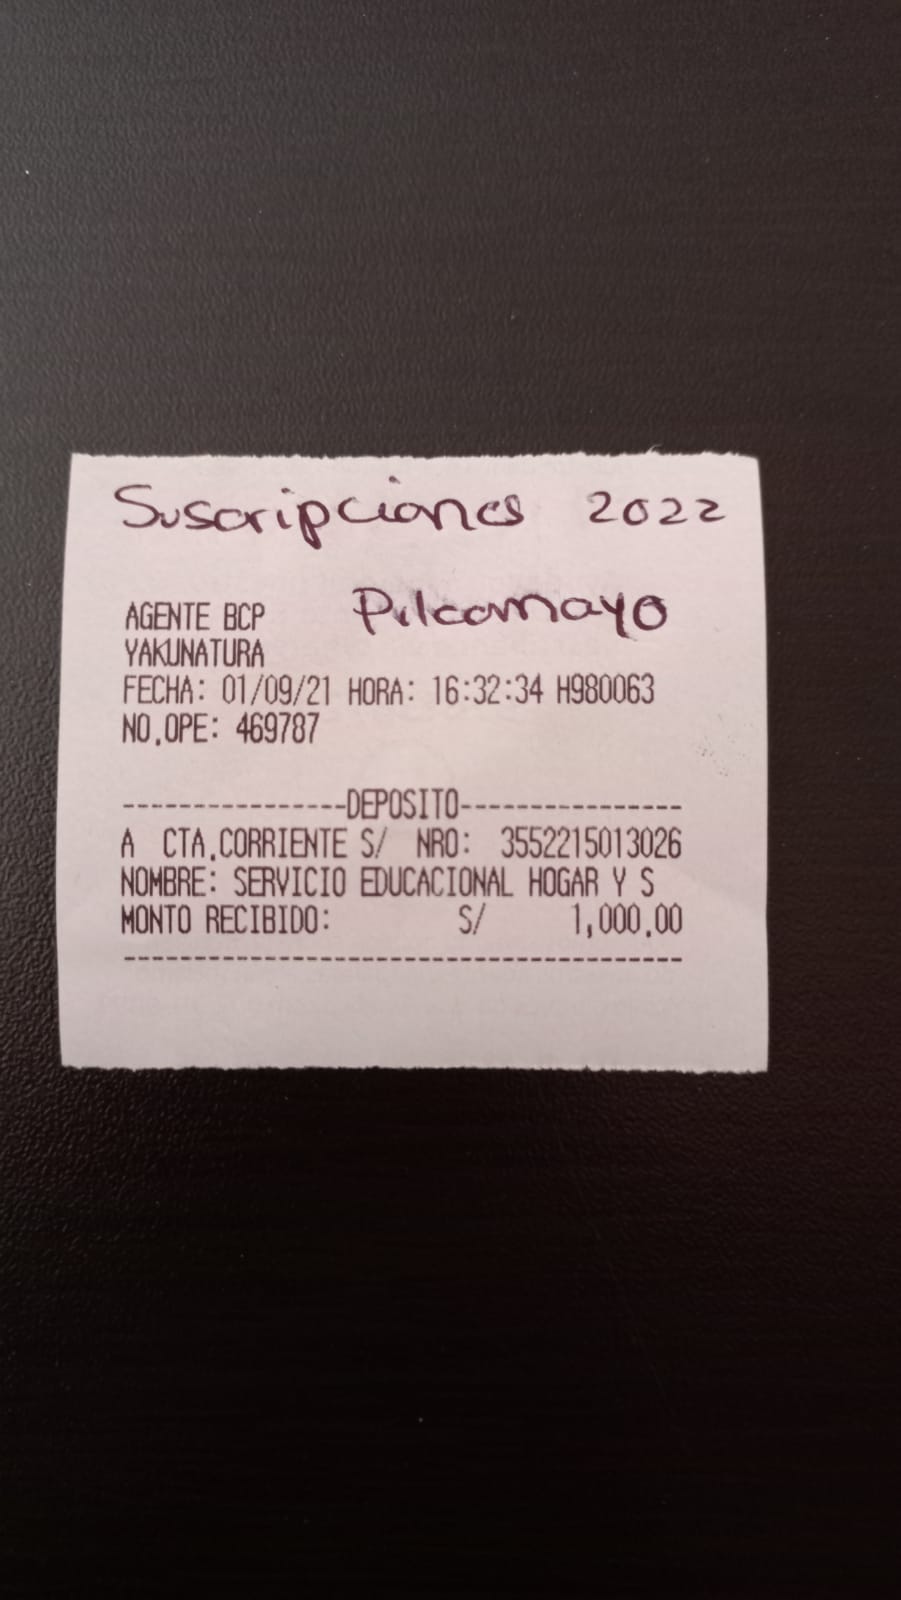 Suscripciones 2022
AGENTE BCP Pilcomayo
YAKUNATURA
FECHA: 01/09/21 HORA: 16:32:34 H980063
NO.OPE: 469787
----------------DEPOSITO----------------
A CTA.CORRIENTE S/ NRO: 3552215013026
NOMBRE: SERVICIO EDUCACIONAL HOGAR Y S
MONTO RECIBIDO: S/ 1,000.00
----------------------------------------